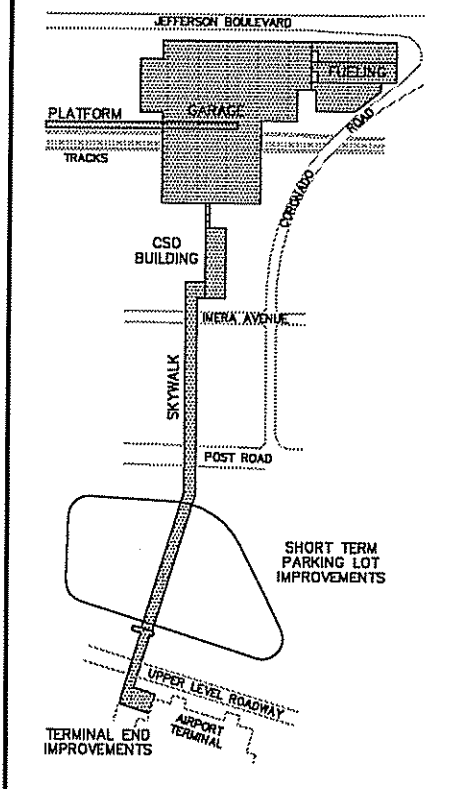 JEFFERSON BOULEVARD
FUELING
PLATFORM
GARAGE
CORONADO ROAD
TRACKS
CSO
BUILDING
IMERA AVENUE
SKYWALK
POST ROAD
SHORT TERM
PARKING LOT
IMPROVEMENTS
UPPER LEVEL ROADWAY
AIRPORT
TERMINAL
TERMINAL END
IMPROVEMENTS